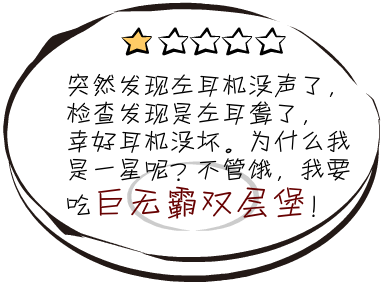 突然发现左耳机没声了，
检查发现是左耳聋了，
幸好耳机没坏。为什么我
是一星呢？不管饿，我要
吃巨无霸双层堡！